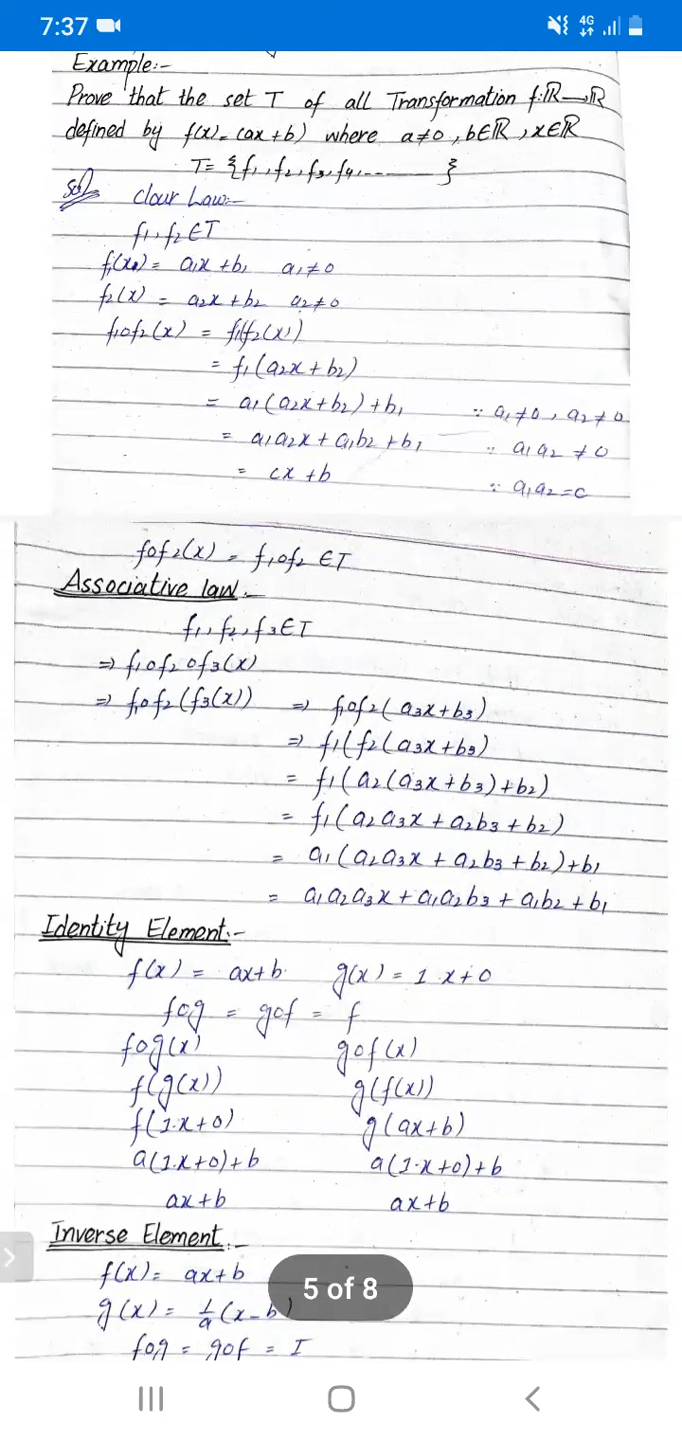 7:37
4G
Example:-
Prove that the set T of all Transformation f:ℝ→ℝ
defined by f(x) = (ax+b) where a≠0, b∈ℝ, x∈ℝ
T= {f₁, f₂, f₃, f₄, ------ }
Sol
Clour Law:-
f₁, f₂ ∈T
f₁(x) = a₁x + b₁ a₁≠0
f₂(x) = a₂x + b₂ a₂≠0
f₁of₂(x) = f₁(f₂(x))
= f₁(a₂x + b₂)
= a₁(a₂x+b₂)+b₁ ∵ a₁≠0, a₂≠0
= a₁a₂x + a₁b₂ + b₁ ∵ a₁a₂ ≠0
= cx + b ∵ a₁a₂=c
fof₂(x) = f₁of₂ ∈T
Associative law.-
f₁, f₂, f₃∈T
⇒ f₁of₂of₃(x)
⇒ f₁of₂(f₃(x)) ⇒ f₁of₂(a₃x+b₃)
⇒ f₁(f₂(a₃x+b₃)
= f₁(a₂(a₃x+b₃)+b₂)
= f₁(a₂a₃x + a₂b₃ + b₂)
= a₁(a₂a₃x + a₂b₃ + b₂)+b₁
= a₁a₂a₃x + a₁a₂b₃ + a₁b₂ + b₁
Identity Element:-
f(x) = ax+b g(x) = 1.x+0
fog = gof = f
fog(x) gof(x)
f(g(x)) g(f(x))
f(1.x+0) g(ax+b)
a(1.x+0)+b a(1.x+0)+b
ax+b ax+b
Inverse Element.-
f(x)= ax+b
5 of 8
g(x) = 1/a (x-b)
fog = gof = I